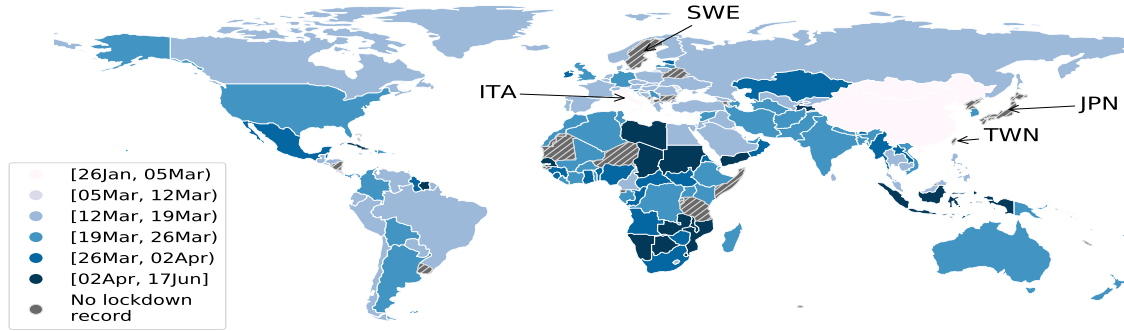 SWE
ITA
JPN
TWN
[26Jan, 05Mar)
[05Mar, 12Mar)
[12Mar, 19Mar)
[19Mar, 26Mar)
[26Mar, 02Apr)
[02Apr, 17Jun]
No lockdown
record